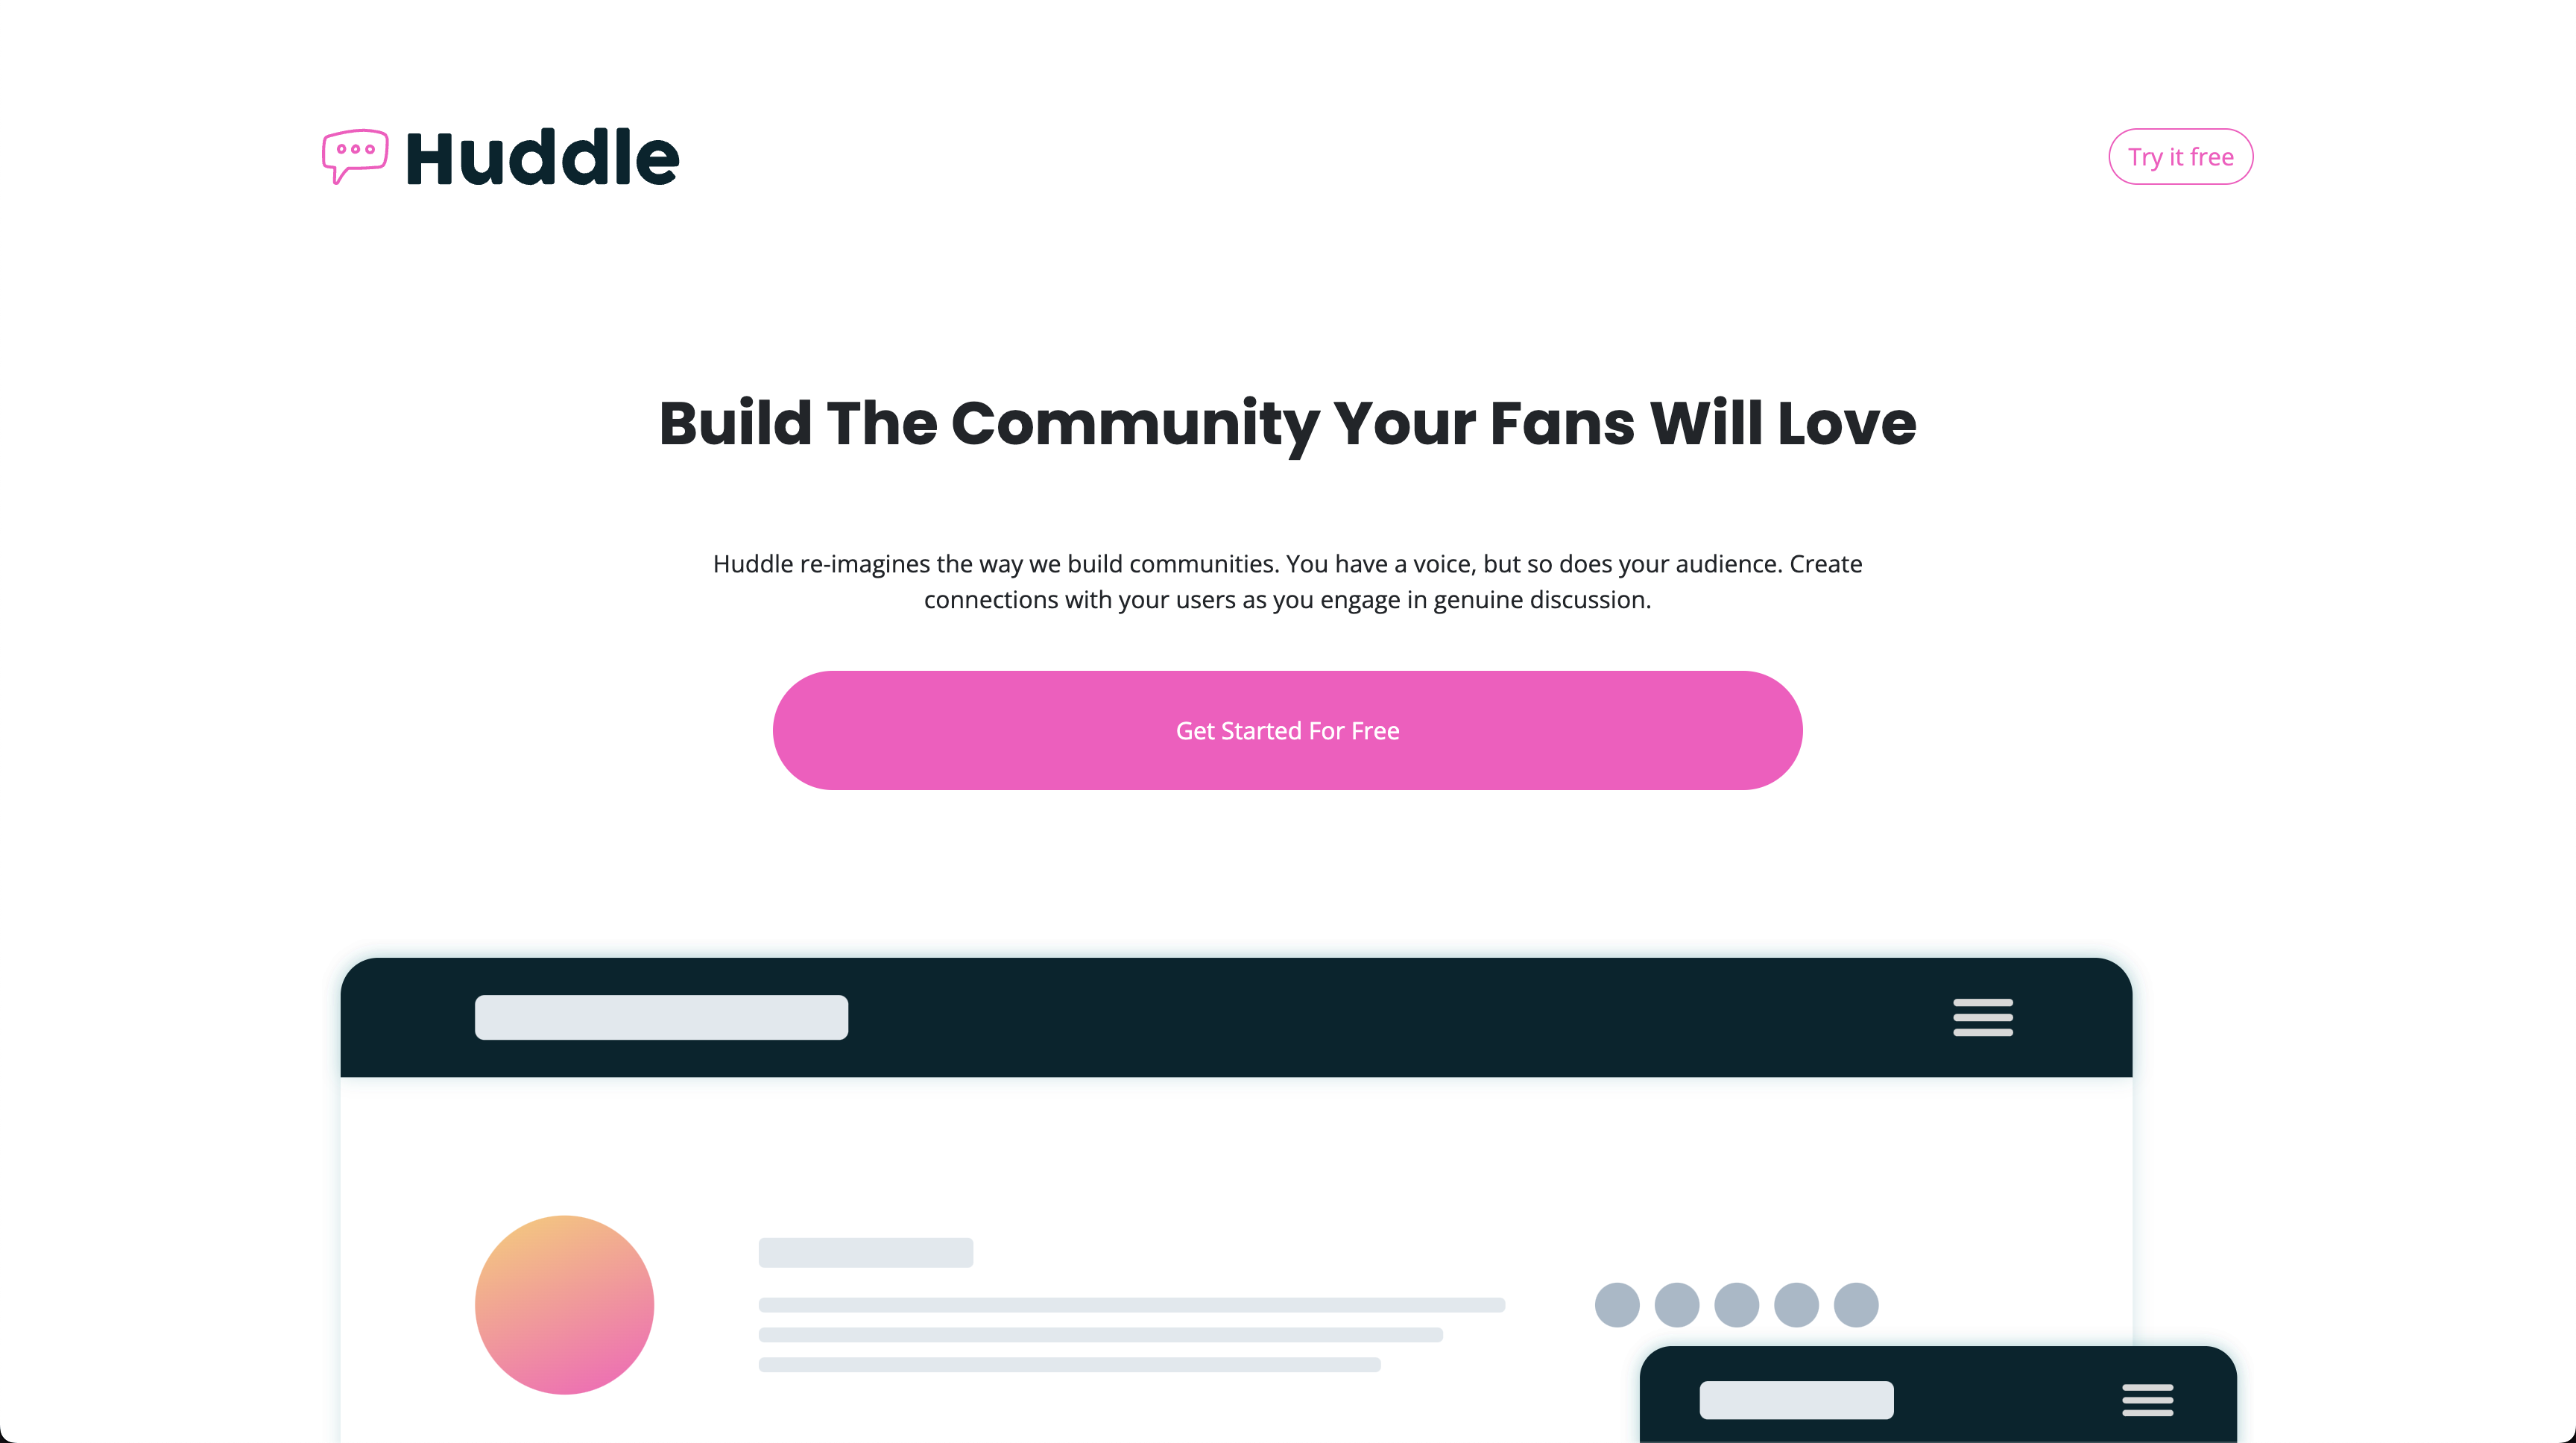 Huddle
Try it free
Build The Community Your Fans Will Love
Huddle re-imagines the way we build communities. You have a voice, but so does your audience. Create
connections with your users as you engage in genuine discussion.
Get Started For Free